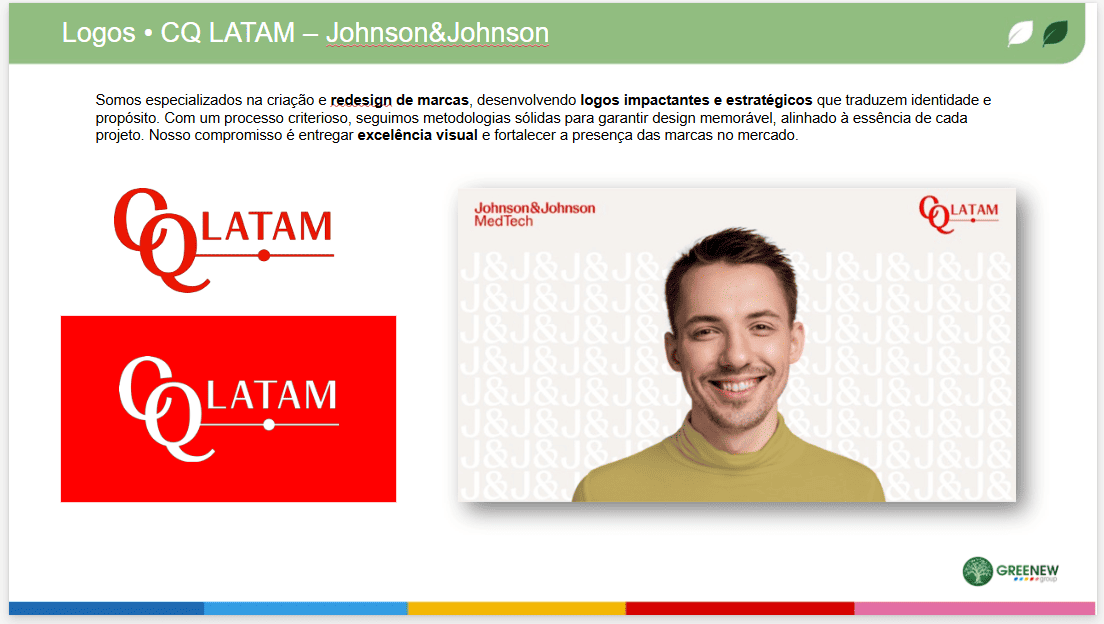 Logos • CQ LATAM – Johnson&Johnson
Somos especializados na criação e redesign de marcas, desenvolvendo logos impactantes e estratégicos que traduzem identidade e
propósito. Com um processo criterioso, seguimos metodologias sólidas para garantir design memorável, alinhado à essência de cada
projeto. Nosso compromisso é entregar excelência visual e fortalecer a presença das marcas no mercado.
CQ LATAM
CQ LATAM
Johnson&Johnson
MedTech
CQ LATAM
J&J&J&J& J&J&J&J&
J&J&J&J& J&J&J&J&
J&J&J&J& J&J&J&J&
J&J&J&J& J&J&J&J&
J&J&J&J& J&J&J&J&
J&J&J&J& J&J&J&J&
J&J&J& J&J&J&
J&J& J&J&
GREENEW
group